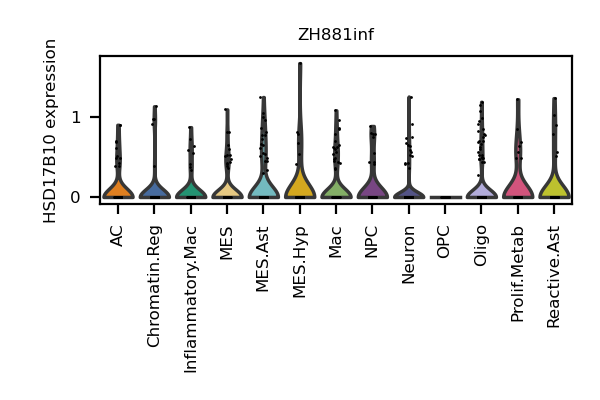 ZH881inf
HSD17B10 expression
1
0
AC
Chromatin.Reg
Inflammatory.Mac
MES
MES.Ast
MES.Hyp
Mac
NPC
Neuron
OPC
Oligo
Prolif.Metab
Reactive.Ast